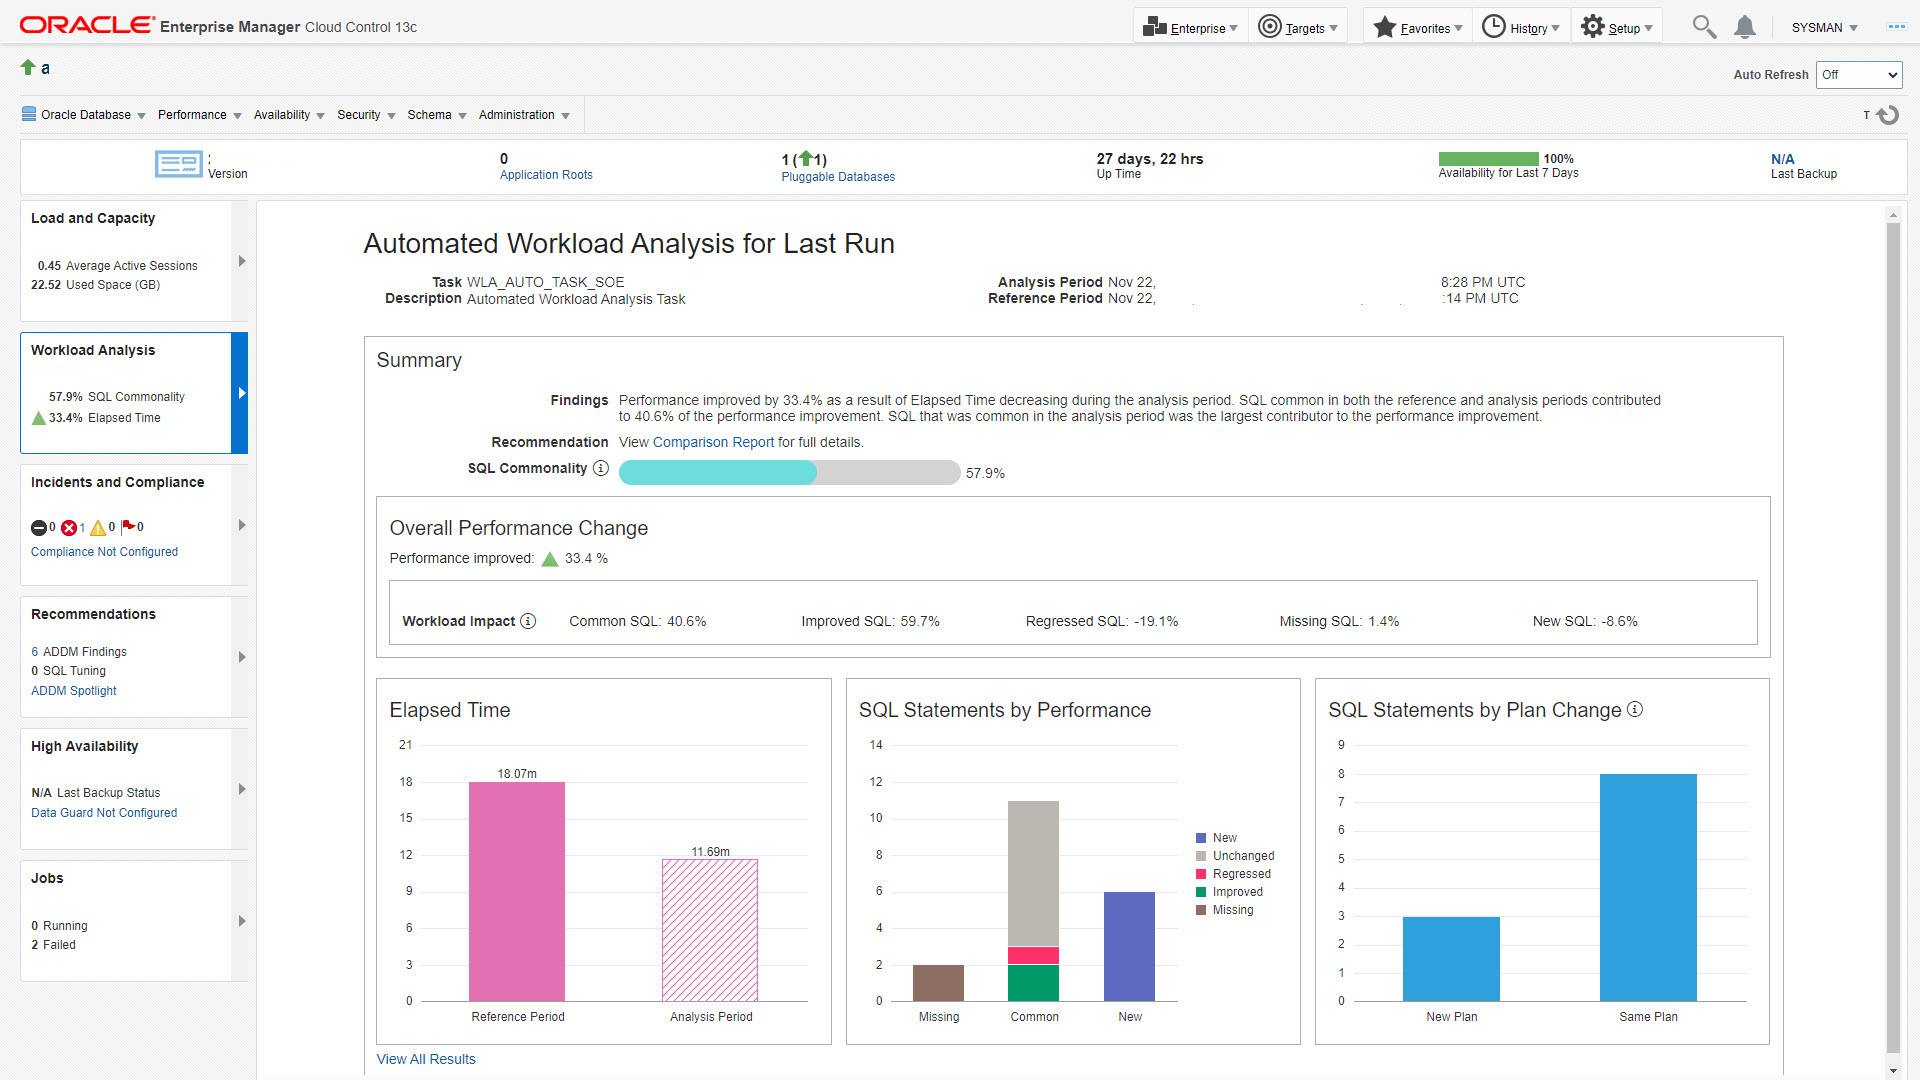 ORACLE Enterprise Manager Cloud Control 13c
Enterprise
Targets
Favorites
History
Setup
SYSMAN
a
Auto Refresh Off
Oracle Database
Performance
Availability
Security
Schema
Administration
T
Version
0
Application Roots
1 (1)
Pluggable Databases
27 days, 22 hrs
Up Time
100%
Availability for Last 7 Days
N/A
Last Backup
Load and Capacity
0.45 Average Active Sessions
22.52 Used Space (GB)
Workload Analysis
57.9% SQL Commonality
33.4% Elapsed Time
Incidents and Compliance
0 1 0 0
Compliance Not Configured
Recommendations
6 ADDM Findings
0 SQL Tuning
ADDM Spotlight
High Availability
N/A Last Backup Status
Data Guard Not Configured
Jobs
0 Running
2 Failed
Automated Workload Analysis for Last Run
Task WLA_AUTO_TASK_SOE
Description Automated Workload Analysis Task
Analysis Period Nov 22, 8:28 PM UTC
Reference Period Nov 22, :14 PM UTC
Summary
Findings Performance improved by 33.4% as a result of Elapsed Time decreasing during the analysis period. SQL common in both the reference and analysis periods contributed
to 40.6% of the performance improvement. SQL that was common in the analysis period was the largest contributor to the performance improvement.
Recommendation View Comparison Report for full details.
SQL Commonality 57.9%
Overall Performance Change
Performance improved: 33.4 %
Workload Impact Common SQL: 40.6% Improved SQL: 59.7% Regressed SQL: -19.1% Missing SQL: 1.4% New SQL: -8.6%
Elapsed Time
21
18
15
12
9
6
3
0
18.07m
11.69m
Reference Period
Analysis Period
SQL Statements by Performance
14
12
10
8
6
4
2
0
Missing
Common
New
New
Unchanged
Regressed
Improved
Missing
SQL Statements by Plan Change
9
8
7
6
5
4
3
2
1
0
New Plan
Same Plan
View All Results